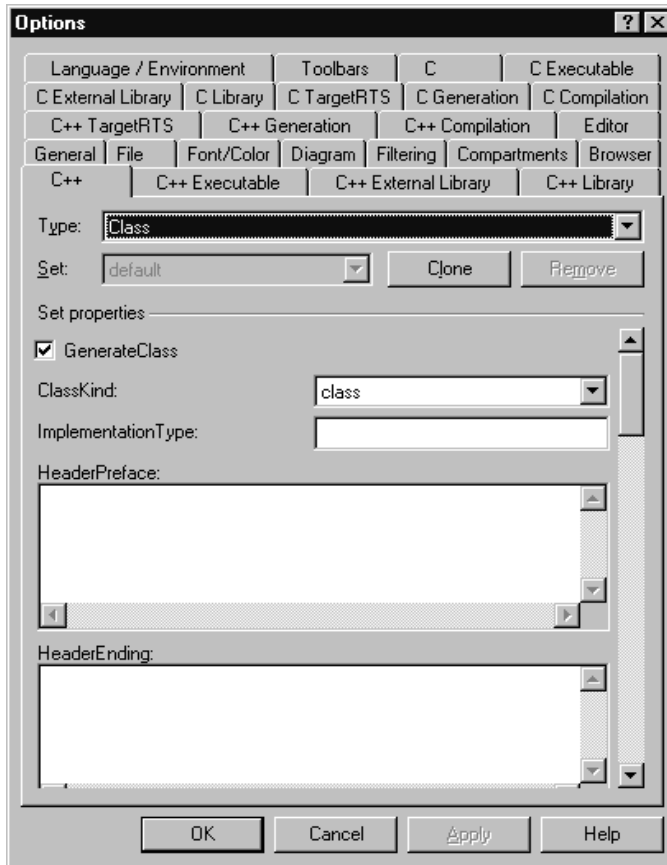 Options
Language / Environment Toolbars C C Executable
C External Library C Library C TargetRTS C Generation C Compilation
C++ TargetRTS C++ Generation C++ Compilation Editor
General File Font/Color Diagram Filtering Compartments Browser
C++ C++ Executable C++ External Library C++ Library
Type: Class
Set: default Clone Remove
Set properties
GenerateClass
ClassKind: class
ImplementationType:
HeaderPreface:
HeaderEnding:
OK Cancel Apply Help